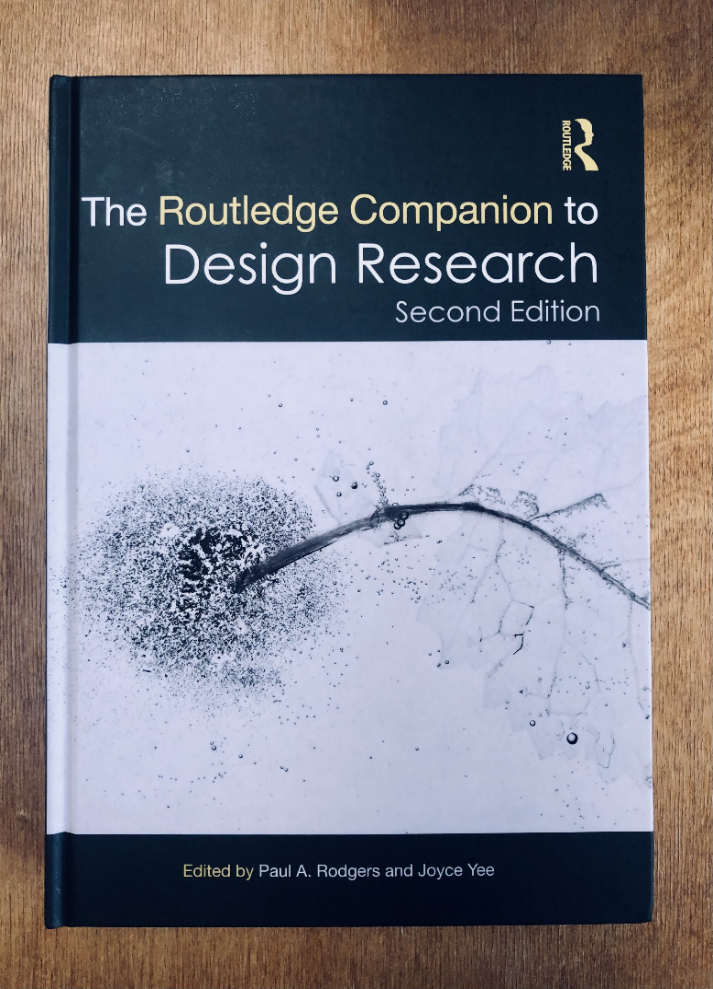 ROUTLEDGE
The Routledge Companion to
Design Research
Second Edition
Edited by Paul A. Rodgers and Joyce Yee